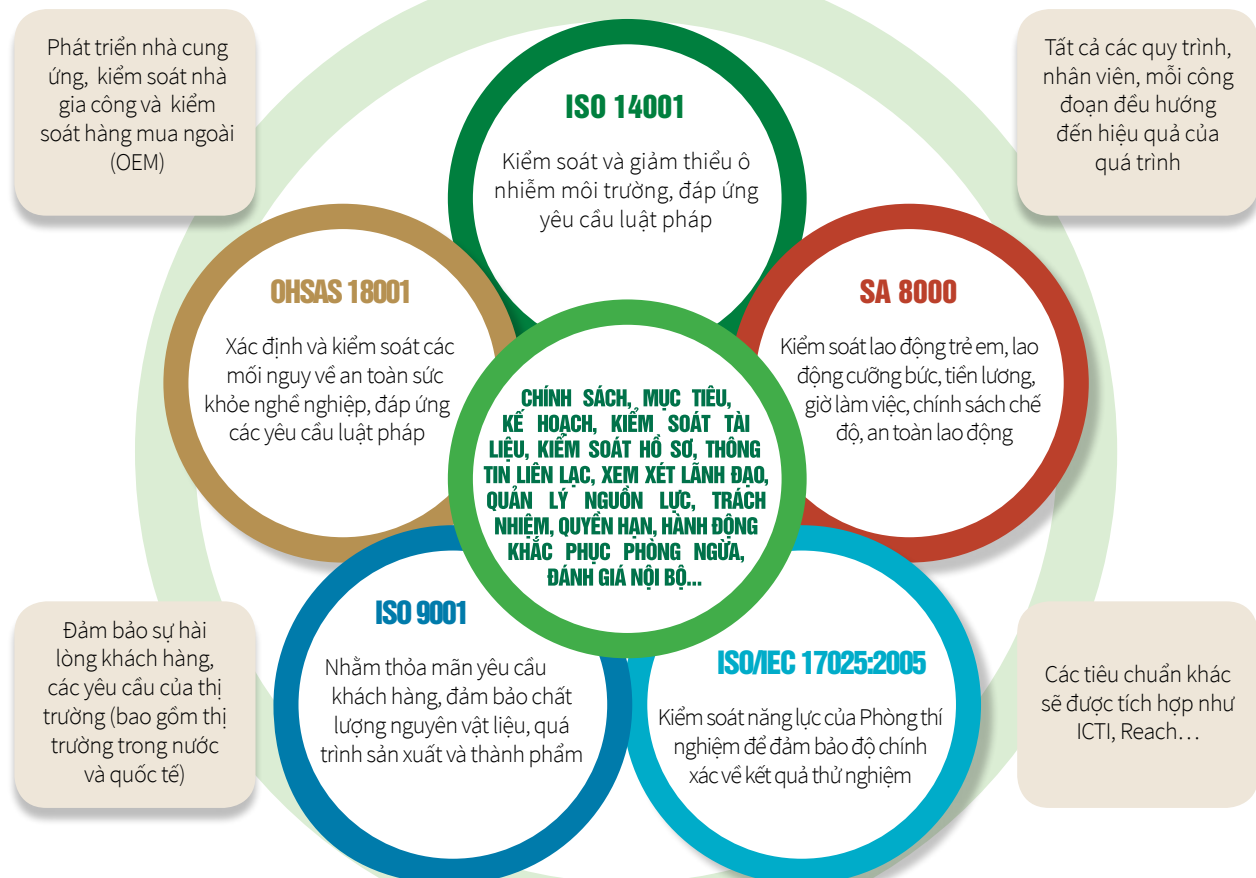 Phát triển nhà cung
ứng, kiểm soát nhà
gia công và kiểm
soát hàng mua ngoài
(OEM)
ISO 14001
Kiểm soát và giảm thiểu ô
nhiễm môi trường, đáp ứng
yêu cầu luật pháp
Tất cả các quy trình,
nhân viên, mỗi công
đoạn đều hướng
đến hiệu quả của
quá trình
OHSAS 18001
Xác định và kiểm soát các
mối nguy về an toàn sức
khỏe nghề nghiệp, đáp ứng
các yêu cầu luật pháp
SA 8000
Kiểm soát lao động trẻ em, lao
động cưỡng bức, tiền lương,
giờ làm việc, chính sách chế
độ, an toàn lao động
CHÍNH SÁCH, MỤC TIÊU,
KẾ HOẠCH, KIỂM SOÁT TÀI
LIỆU, KIỂM SOÁT HỒ SƠ, THÔNG
TIN LIÊN LẠC, XEM XÉT LÃNH ĐẠO,
QUẢN LÝ NGUỒN LỰC, TRÁCH
NHIỆM, QUYỀN HẠN, HÀNH ĐỘNG
KHẮC PHỤC PHÒNG NGỪA,
ĐÁNH GIÁ NỘI BỘ...
Đảm bảo sự hài
lòng khách hàng,
các yêu cầu của thị
trường (bao gồm thị
trường trong nước
và quốc tế)
ISO 9001
Nhằm thỏa mãn yêu cầu
khách hàng, đảm bảo chất
lượng nguyên vật liệu, quá
trình sản xuất và thành phẩm
ISO/IEC 17025:2005
Kiểm soát năng lực của Phòng thí
nghiệm để đảm bảo độ chính
xác về kết quả thử nghiệm
Các tiêu chuẩn khác
sẽ được tích hợp như
ICTI, Reach…